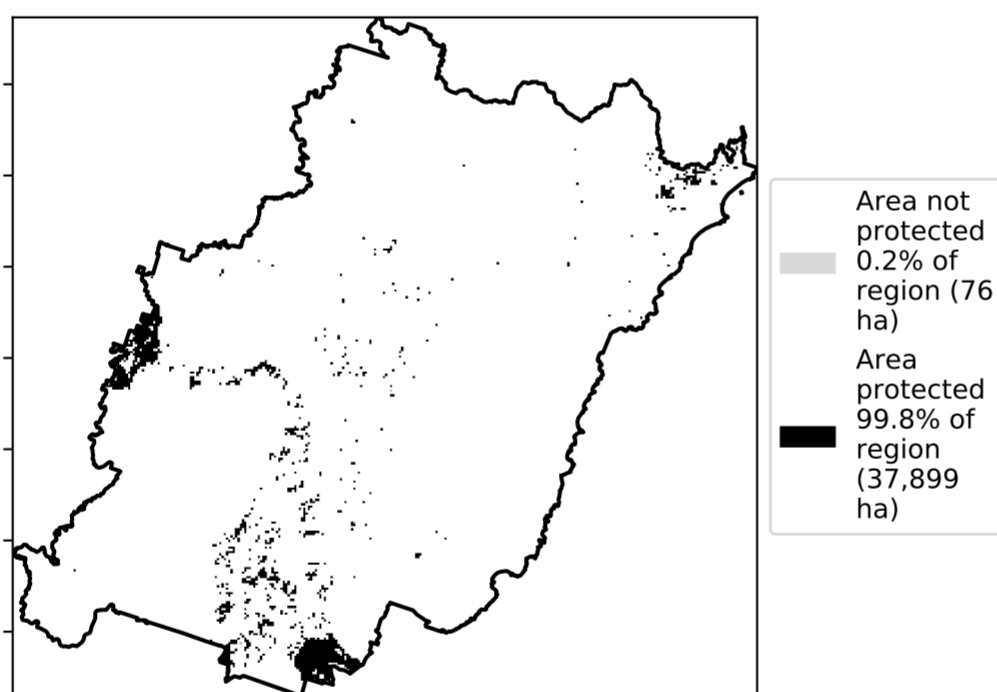 Area not
protected
0.2% of
region (76
ha)
Area
protected
99.8% of
region
(37,899
ha)